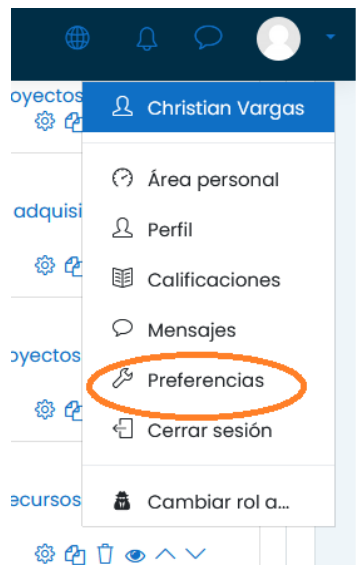 oyectos
Christian Vargas
Área personal
adquisi
Perfil
Calificaciones
Mensajes
oyectos
Preferencias
Cerrar sesión
ecursos
Cambiar rol a...